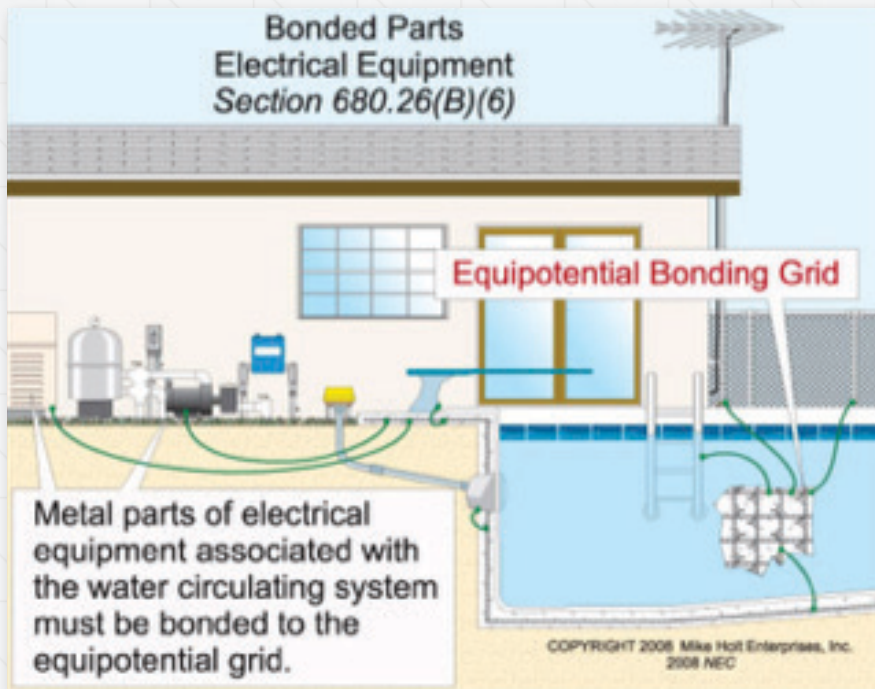 Bonded Parts
Electrical Equipment
Section 680.26(B)(6)
Equipotential Bonding Grid
Metal parts of electrical
equipment associated with
the water circulating system
must be bonded to the
equipotential grid.
COPYRIGHT 2008 Mike Holt Enterprises, Inc.
2008 NEC